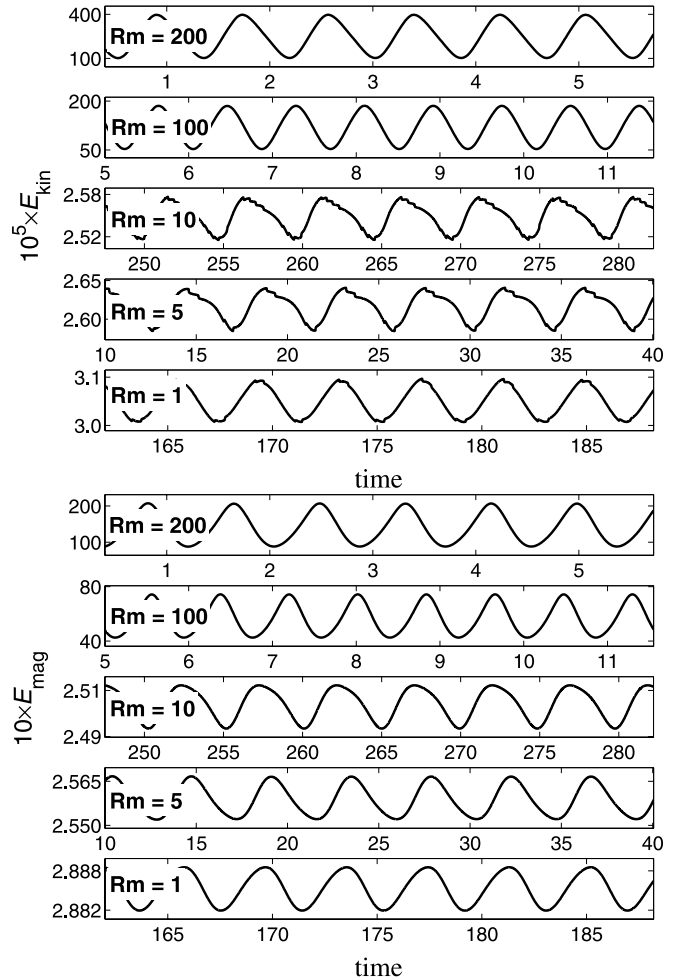 10⁵×E_kin
400
Rm = 200
100
1 2 3 4 5
200
Rm = 100
50
5 6 7 8 9 10 11
2.58
Rm = 10
2.52
250 255 260 265 270 275 280
2.65
Rm = 5
2.60
10 15 20 25 30 35 40
3.1
Rm = 1
3.0
165 170 175 180 185
time
10×E_mag
200
Rm = 200
100
1 2 3 4 5
80
Rm = 100
40
5 6 7 8 9 10 11
2.51
Rm = 10
2.49
250 255 260 265 270 275 280
2.565
Rm = 5
2.550
10 15 20 25 30 35 40
2.888
Rm = 1
2.882
165 170 175 180 185
time